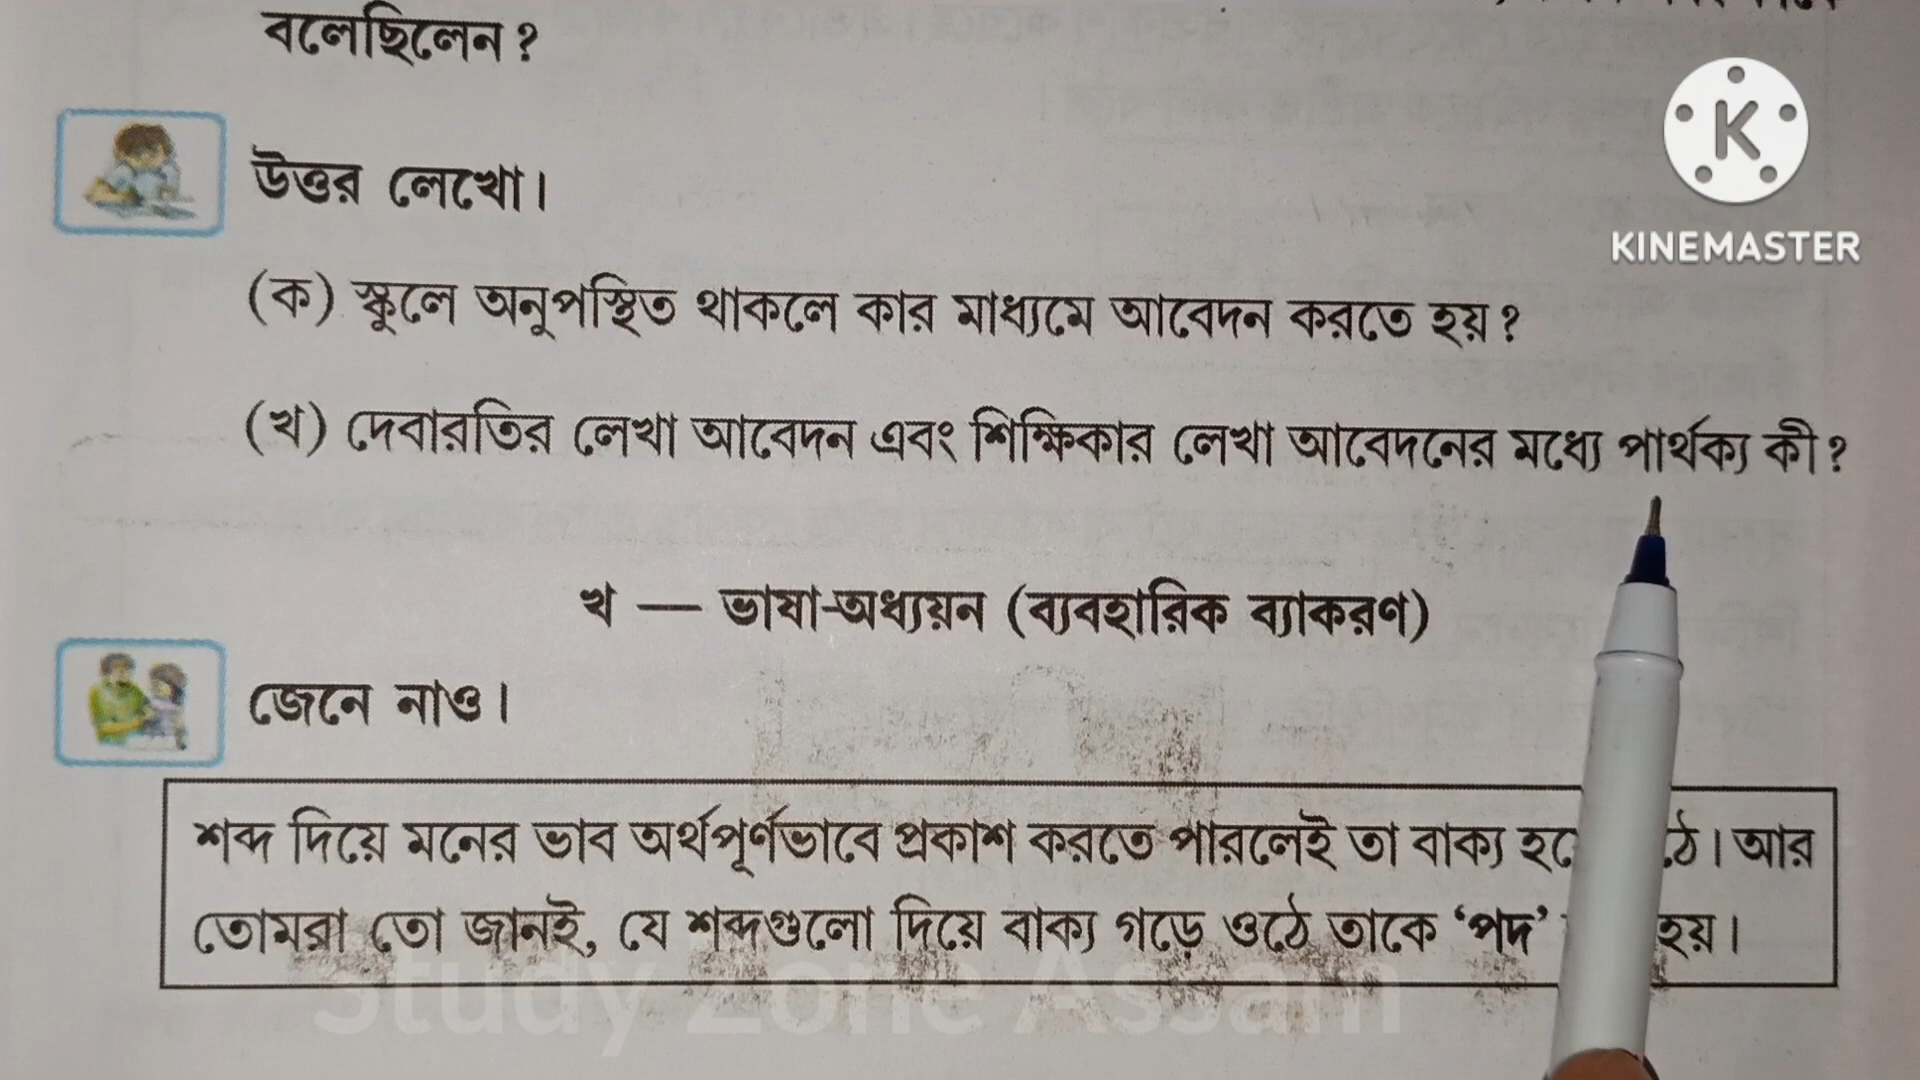 বলেছিলেন?
K
KINEMASTER
উত্তর লেখো।
(ক) স্কুলে অনুপস্থিত থাকলে কার মাধ্যমে আবেদন করতে হয়?
(খ) দেবারতির লেখা আবেদন এবং শিক্ষিকার লেখা আবেদনের মধ্যে পার্থক্য কী?
খ — ভাষা-অধ্যয়ন (ব্যবহারিক ব্যাকরণ)
জেনে নাও।
শব্দ দিয়ে মনের ভাব অর্থপূর্ণভাবে প্রকাশ করতে পারলেই তা বাক্য । আর
তোমরা তো জানই, যে শব্দগুলো দিয়ে বাক্য গড়ে ওঠে তাকে ‘পদ’ হয়।
Study Zone Assam